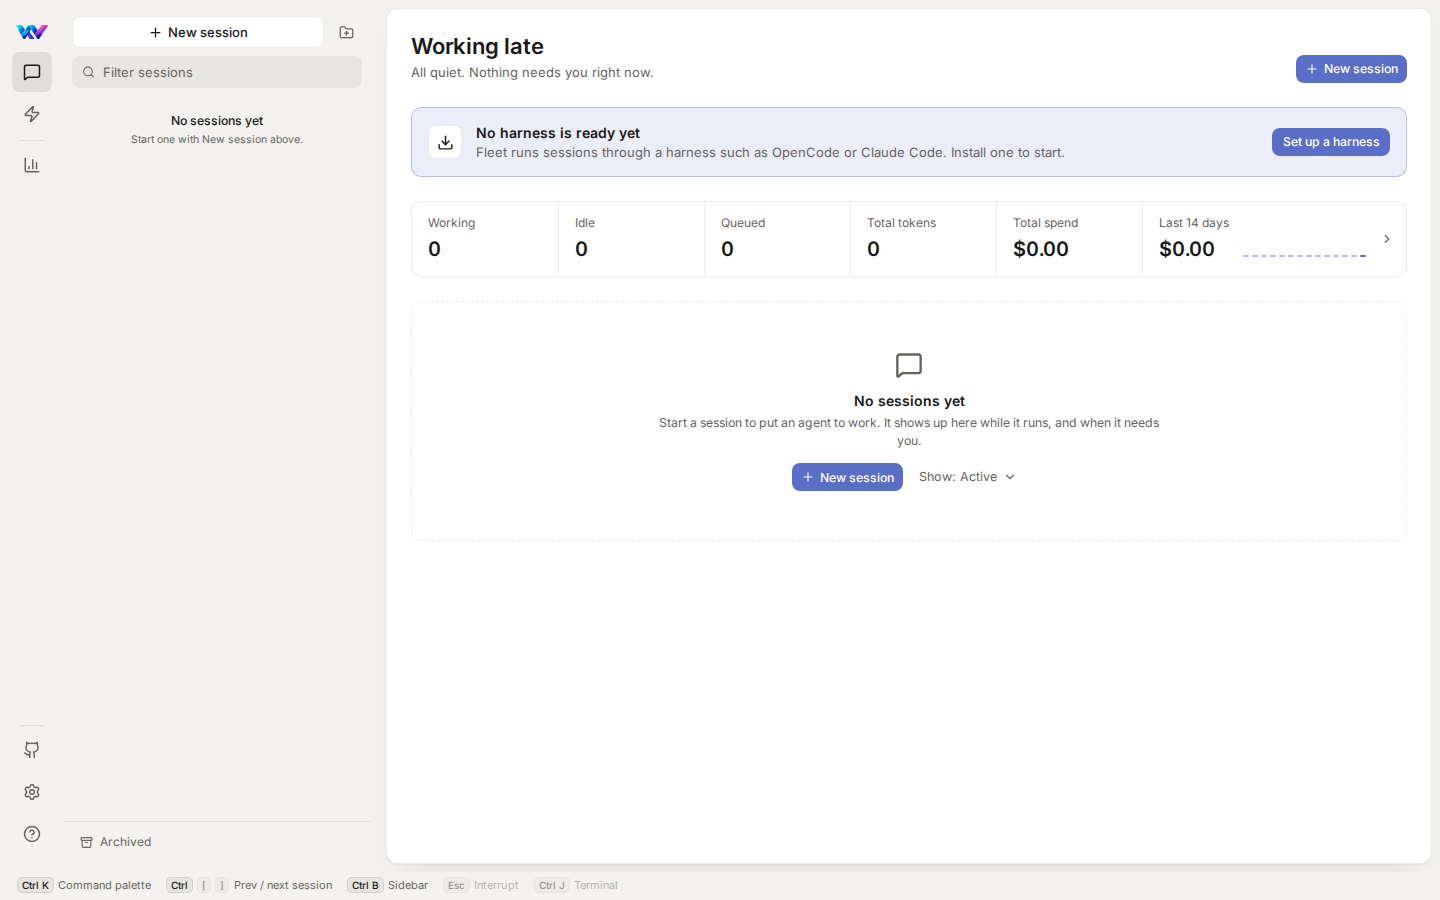 New session
Filter sessions
No sessions yet
Start one with New session above.
Archived
Working late
All quiet. Nothing needs you right now.
New session
No harness is ready yet
Fleet runs sessions through a harness such as OpenCode or Claude Code. Install one to start.
Set up a harness
Working
0
Idle
0
Queued
0
Total tokens
0
Total spend
$0.00
Last 14 days
$0.00
No sessions yet
Start a session to put an agent to work. It shows up here while it runs, and when it needs
you.
New session
Show: Active
Ctrl K Command palette Ctrl [ ] Prev / next session Ctrl B Sidebar Esc Interrupt Ctrl J Terminal